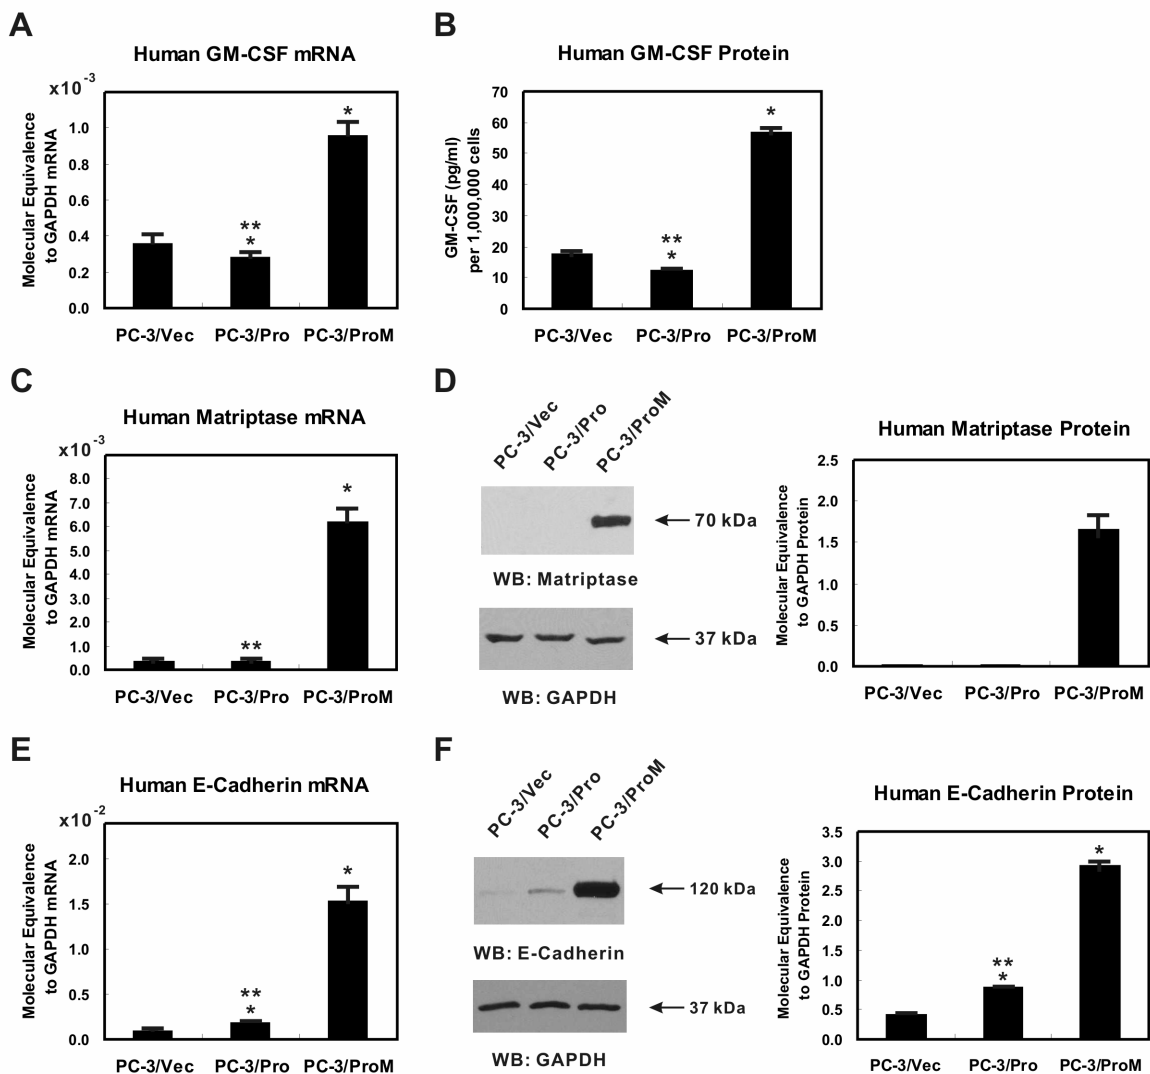 A
Human GM-CSF mRNA
x10 -3
Molecular Equivalence
to GAPDH mRNA
1.0
0.8
0.6
0.4
0.2
0.0
**
*
*
PC-3/Vec PC-3/Pro PC-3/ProM
B
Human GM-CSF Protein
GM-CSF (pg/ml)
per 1,000,000 cells
70
60
50
40
30
20
10
0
**
*
*
PC-3/Vec PC-3/Pro PC-3/ProM
C
Human Matriptase mRNA
x10 -3
Molecular Equivalence
to GAPDH mRNA
8.0
7.0
6.0
5.0
4.0
3.0
2.0
1.0
0.0
**
*
PC-3/Vec PC-3/Pro PC-3/ProM
D
PC-3/Vec
PC-3/Pro
PC-3/ProM
70 kDa
WB: Matriptase
37 kDa
WB: GAPDH
Human Matriptase Protein
Molecular Equivalence
to GAPDH Protein
2.5
2.0
1.5
1.0
0.5
0.0
PC-3/Vec PC-3/Pro PC-3/ProM
E
Human E-Cadherin mRNA
x10 -2
Molecular Equivalence
to GAPDH mRNA
2.0
1.5
1.0
0.5
0.0
**
*
*
PC-3/Vec PC-3/Pro PC-3/ProM
F
PC-3/Vec
PC-3/Pro
PC-3/ProM
120 kDa
WB: E-Cadherin
37 kDa
WB: GAPDH
Human E-Cadherin Protein
Molecular Equivalence
to GAPDH Protein
3.5
3.0
2.5
2.0
1.5
1.0
0.5
0.0
**
*
*
PC-3/Vec PC-3/Pro PC-3/ProM